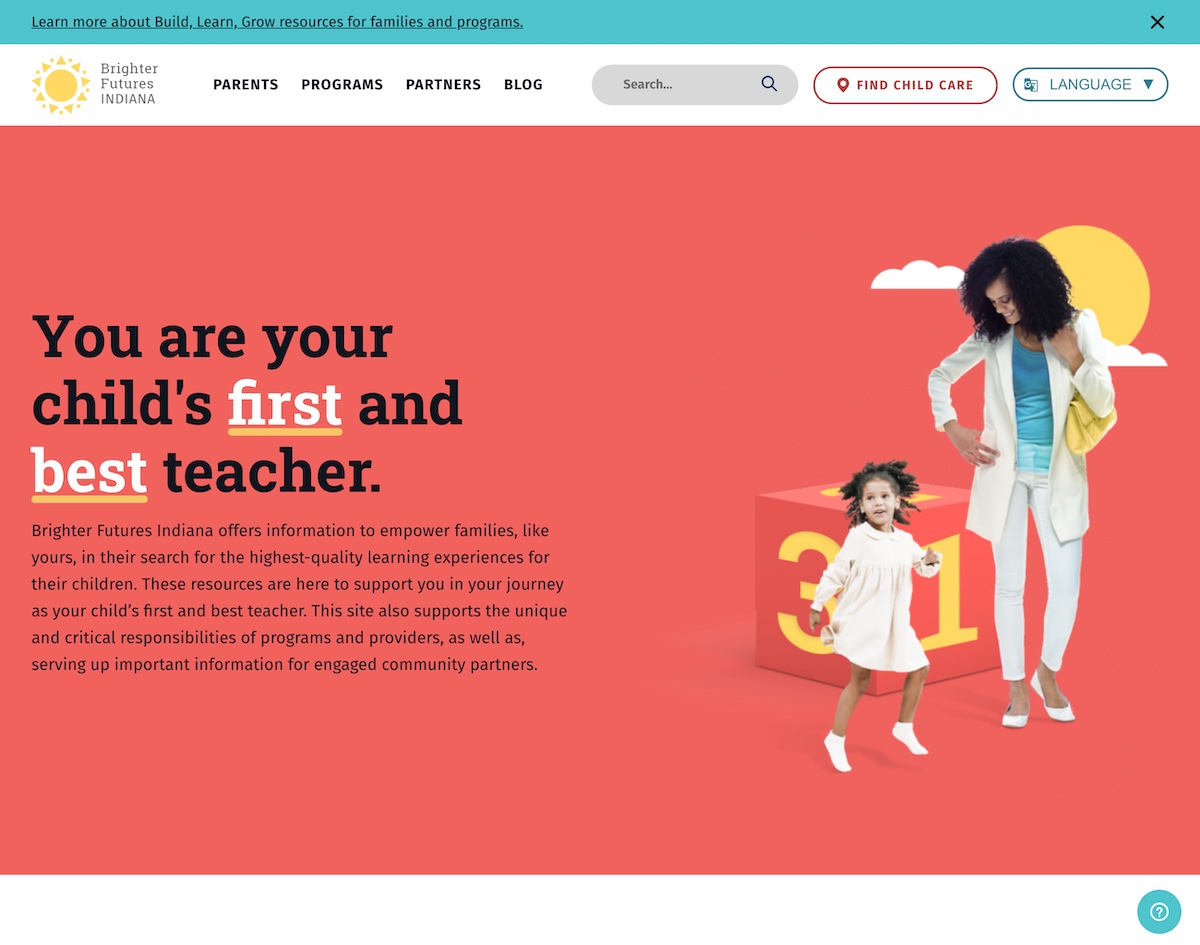 Learn more about Build, Learn, Grow resources for families and programs.
Brighter
Futures
INDIANA
PARENTS
PROGRAMS
PARTNERS
BLOG
Search...
FIND CHILD CARE
LANGUAGE ▼
You are your
child's first and
best teacher.
Brighter Futures Indiana offers information to empower families, like
yours, in their search for the highest-quality learning experiences for
their children. These resources are here to support you in your journey
as your child’s first and best teacher. This site also supports the unique
and critical responsibilities of programs and providers, as well as,
serving up important information for engaged community partners.
3
1